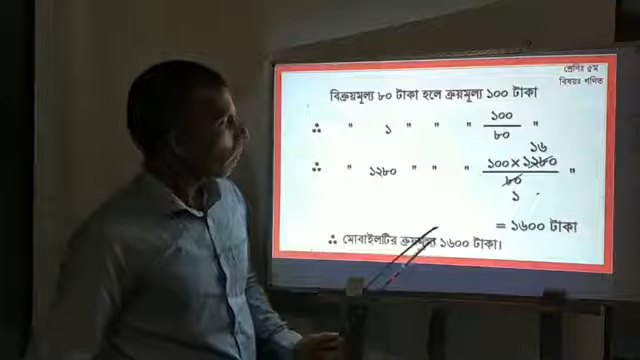 শ্রেণিঃ ৫ম
বিষয়ঃ গণিত
বিক্রয়মূল্য ৮০ টাকা হলে ক্রয়মূল্য ১০০ টাকা
∴ " ১ " " " ১০০/৮০ "
১৬
∴ " ১২৮০ " " " ১০০ × ১২৮০/৮০ "
১
= ১৬০০ টাকা
∴ মোবাইলটির ক্রয়মূল্য ১৬০০ টাকা।